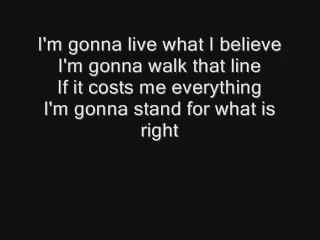 I'm gonna live what I believe
I'm gonna walk that line
If it costs me everything
I'm gonna stand for what is
right